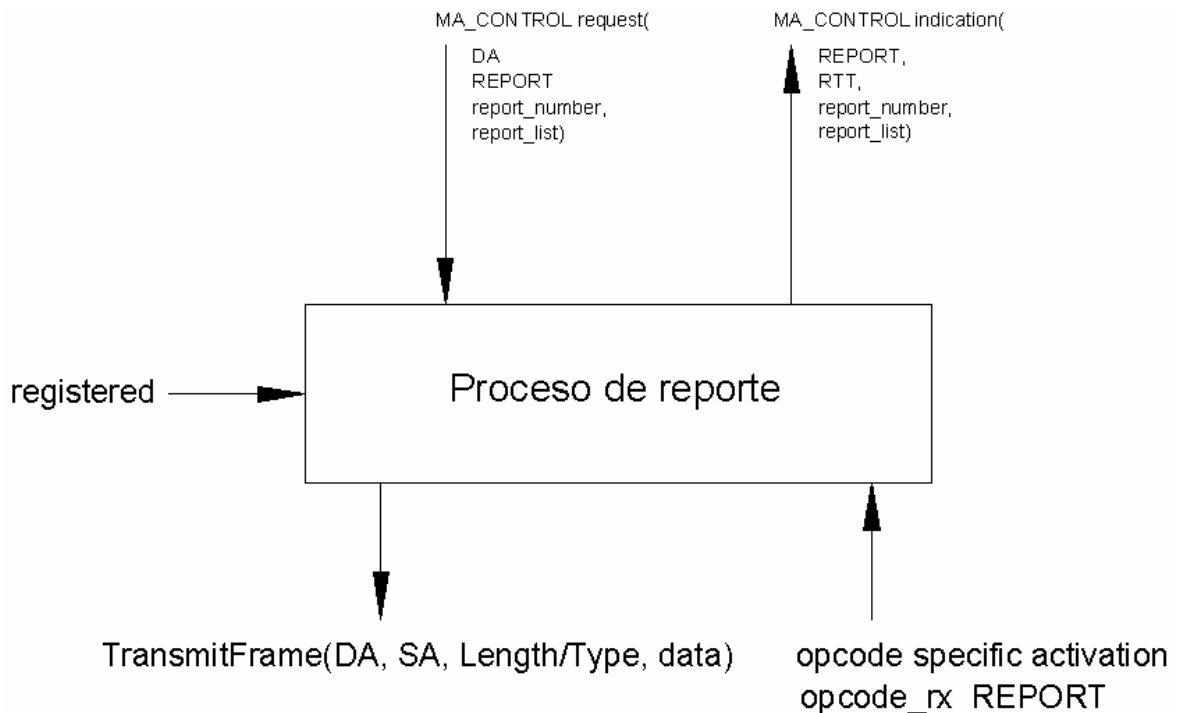 MA_CONTROL request(
DA
REPORT
report_number,
report_list)
MA_CONTROL indication(
REPORT,
RTT,
report_number,
report_list)
registered
Proceso de reporte
TransmitFrame(DA, SA, Length/Type, data)
opcode specific activation
opcode_rx REPORT